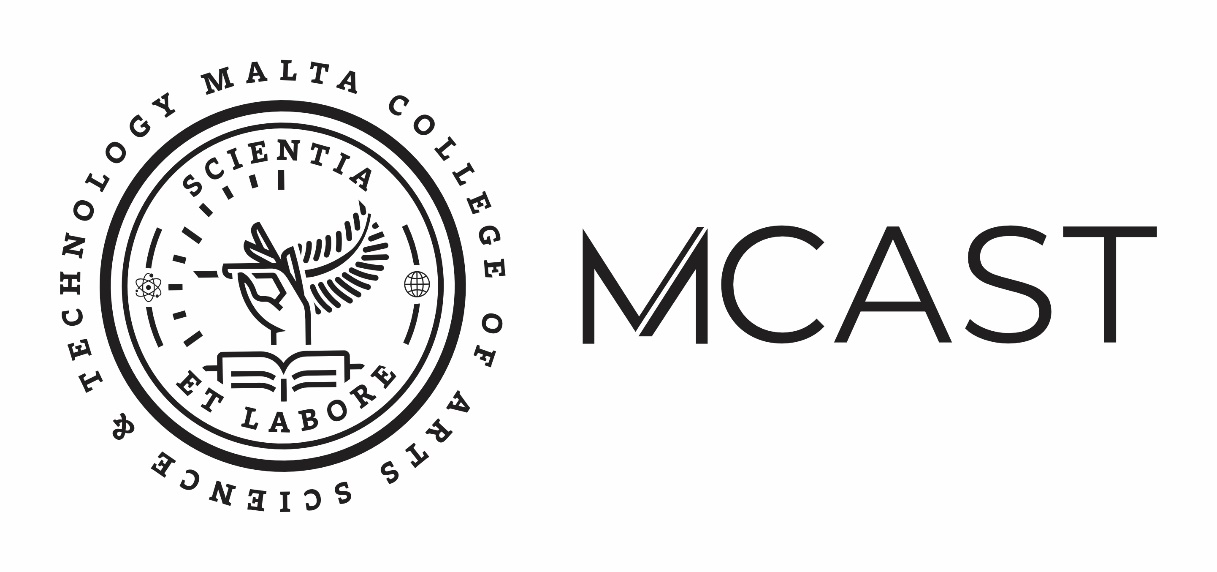 MALTA COLLEGE OF ARTS SCIENCE & TECHNOLOGY
SCIENTIA
ET LABORE
MCAST